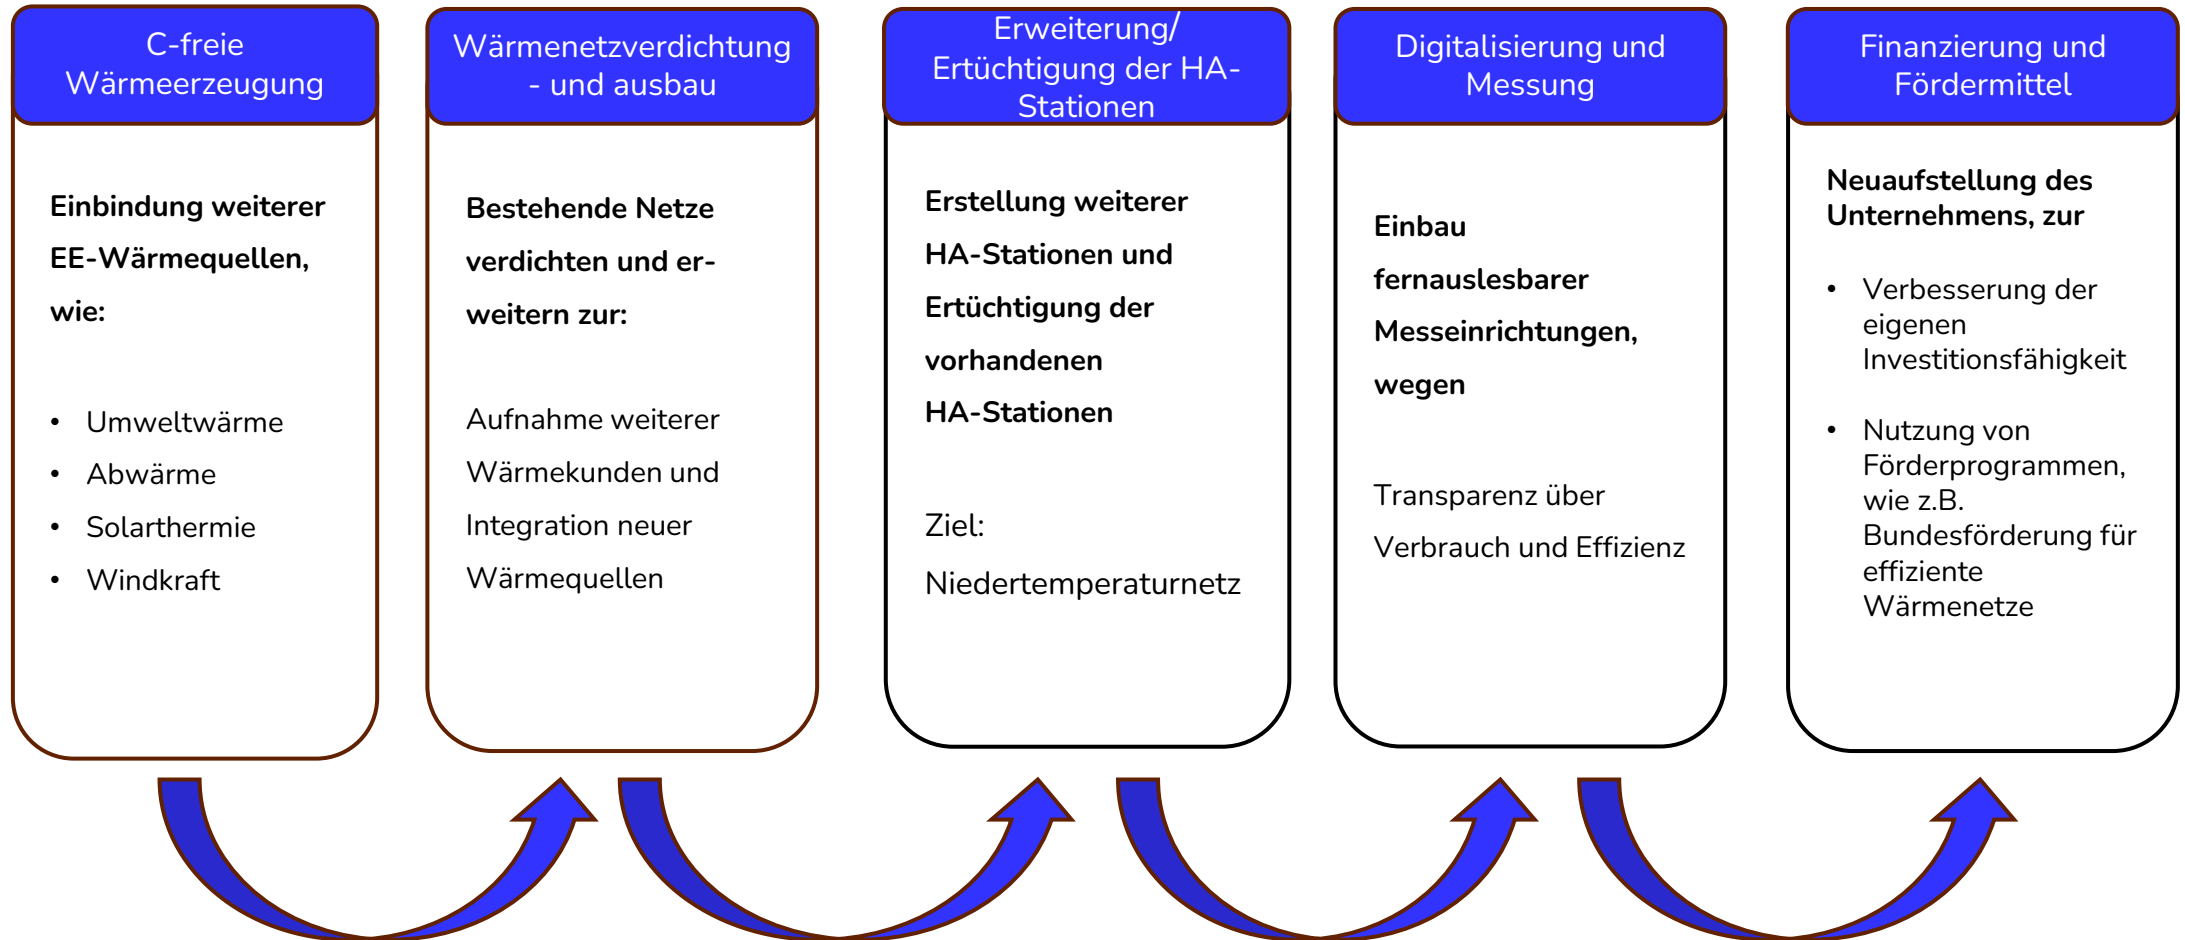 C-freie
Wärmeerzeugung
Einbindung weiterer
EE-Wärmequellen,
wie:
• Umweltwärme
• Abwärme
• Solarthermie
• Windkraft
Wärmenetzverdichtung
- und ausbau
Bestehende Netze
verdichten und er-
weitern zur:
Aufnahme weiterer
Wärmekunden und
Integration neuer
Wärmequellen
Erweiterung/
Ertüchtigung der HA-
Stationen
Erstellung weiterer
HA-Stationen und
Ertüchtigung der
vorhandenen
HA-Stationen
Ziel:
Niedertemperaturnetz
Digitalisierung und
Messung
Einbau
fernauslesbarer
Messeinrichtungen,
wegen
Transparenz über
Verbrauch und Effizienz
Finanzierung und
Fördermittel
Neuaufstellung des
Unternehmens, zur
• Verbesserung der
eigenen
Investitionsfähigkeit
• Nutzung von
Förderprogrammen,
wie z.B.
Bundesförderung für
effiziente
Wärmenetze